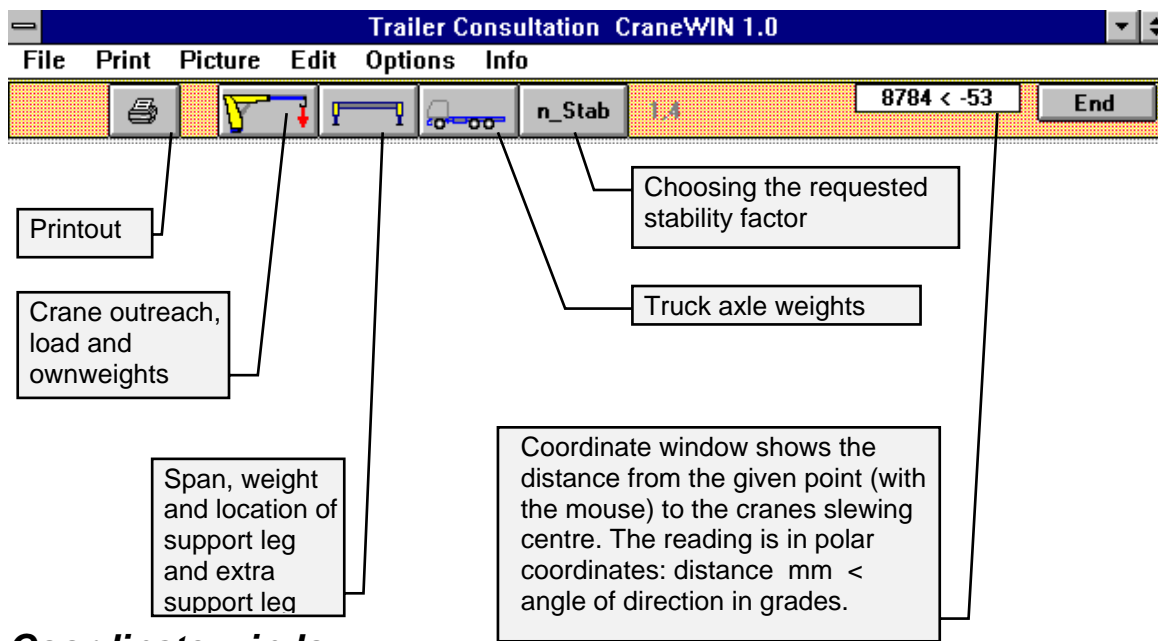 Trailer Consultation CraneWIN 1.0
File Print Picture Edit Options Info
n_Stab 1,4 8784 < -53 End
Choosing the requested
stability factor
Printout
Truck axle weights
Crane outreach,
load and
ownweights
Coordinate window shows the
distance from the given point (with
the mouse) to the cranes slewing
centre. The reading is in polar
coordinates: distance mm <
angle of direction in grades.
Span, weight
and location of
support leg
and extra
support leg